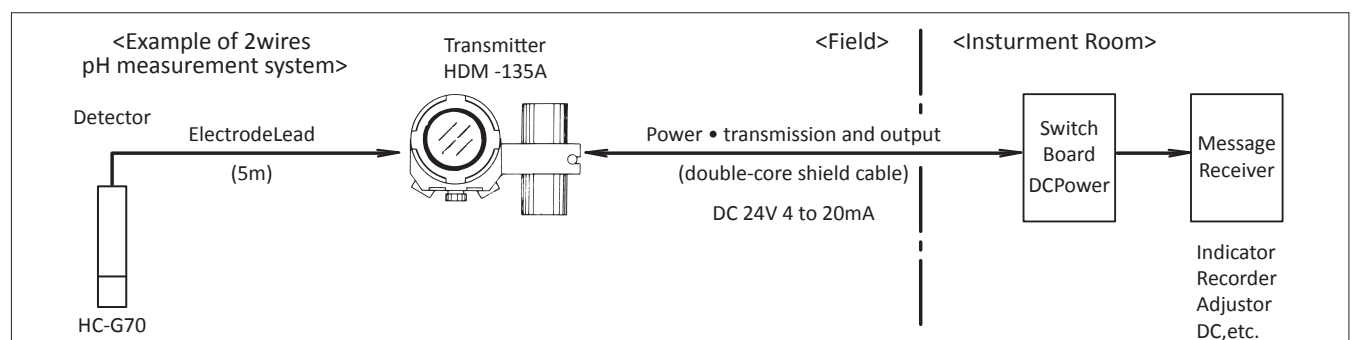 <Example of 2wires
pH measurement system>
Transmitter
HDM -135A
<Field>
<Insturment Room>
Detector
ElectrodeLead
(5m)
HC-G70
Power • transmission and output
(double-core shield cable)
DC 24V 4 to 20mA
Switch
Board
DCPower
Message
Receiver
Indicator
Recorder
Adjustor
DC,etc.